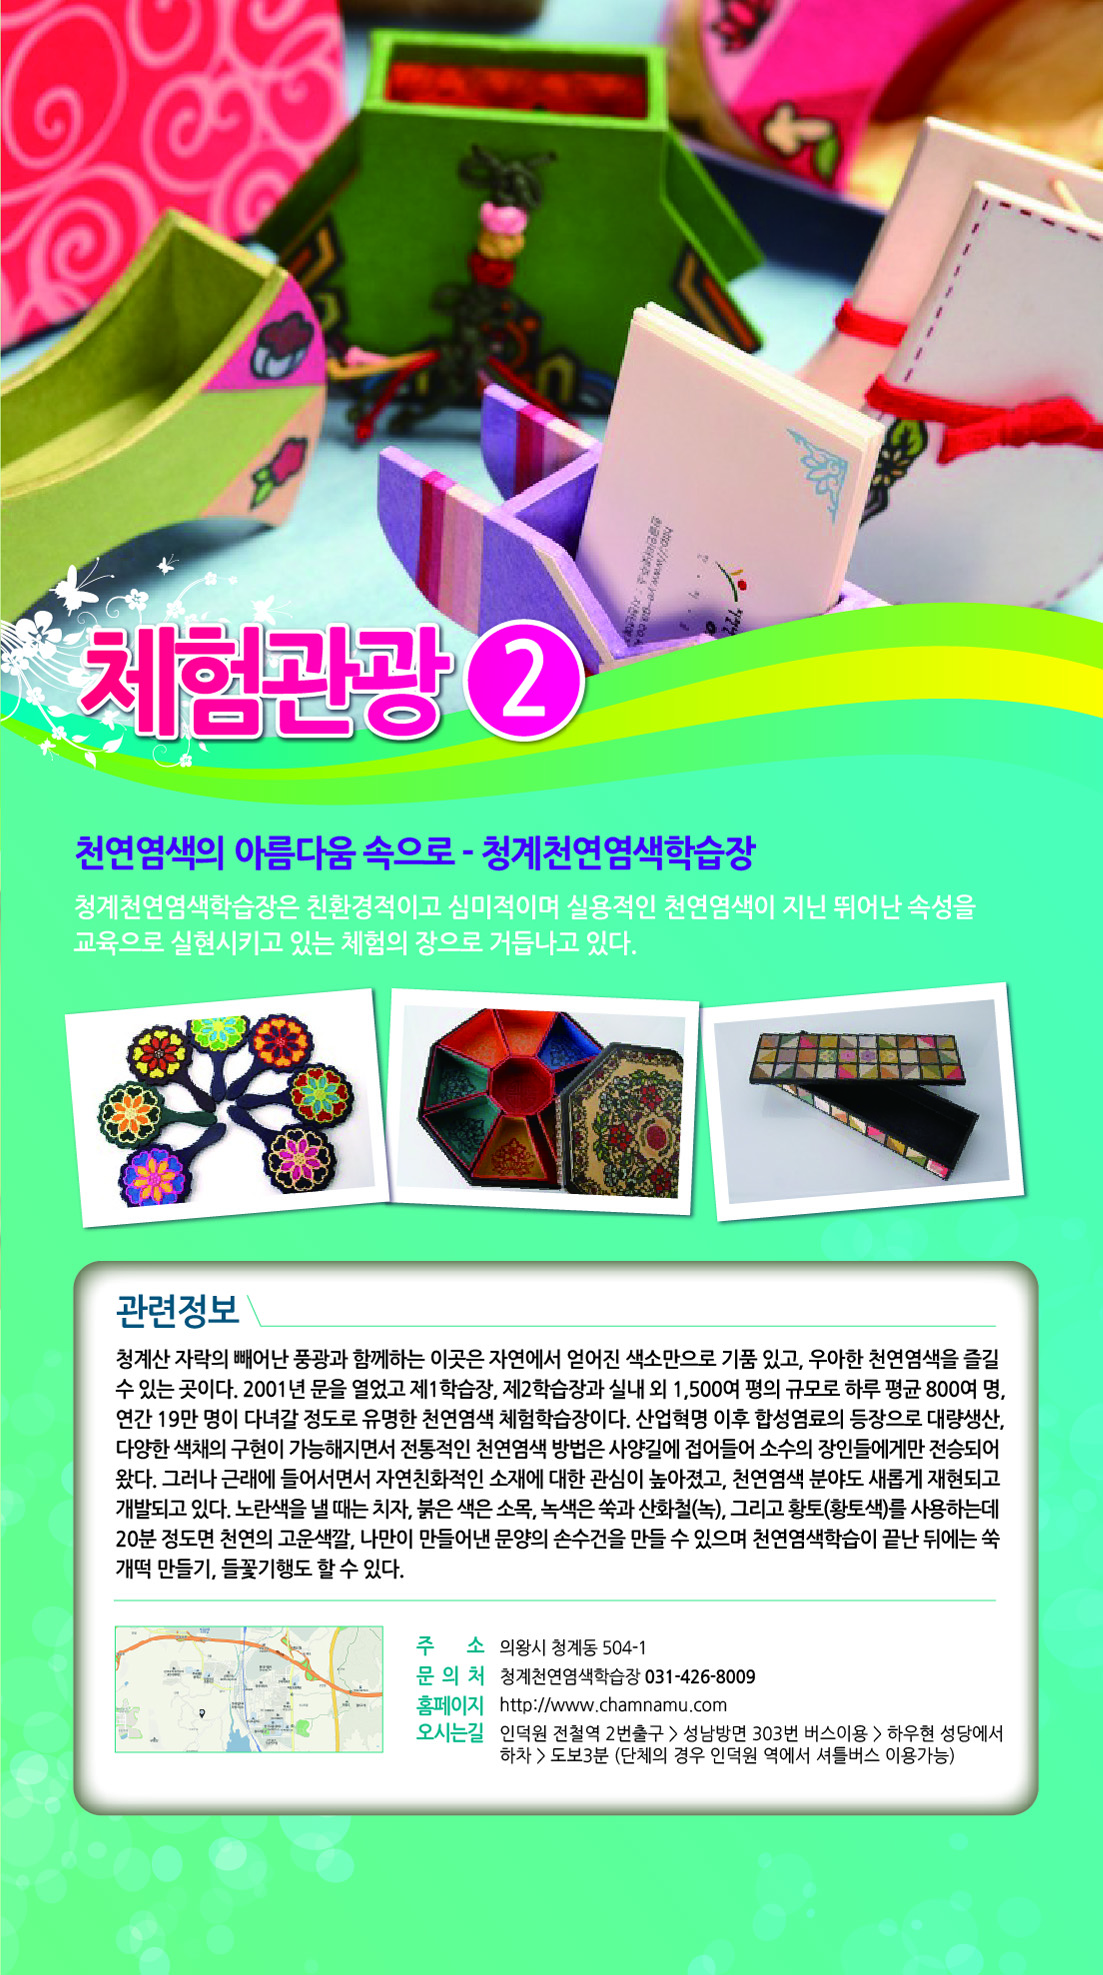 체험관광 2
천연염색의 아름다움 속으로 - 청계천연염색학습장
청계천연염색학습장은 친환경적이고 심미적이며 실용적인 천연염색이 지닌 뛰어난 속성을
교육으로 실현시키고 있는 체험의 장으로 거듭나고 있다.
관련정보
청계산 자락의 빼어난 풍광과 함께하는 이곳은 자연에서 얻어진 색소만으로 기품 있고, 우아한 천연염색을 즐길
수 있는 곳이다. 2001년 문을 열었고 제1학습장, 제2학습장과 실내 외 1,500여 평의 규모로 하루 평균 800여 명,
연간 19만 명이 다녀갈 정도로 유명한 천연염색 체험학습장이다. 산업혁명 이후 합성염료의 등장으로 대량생산,
다양한 색채의 구현이 가능해지면서 전통적인 천연염색 방법은 사양길에 접어들어 소수의 장인들에게만 전승되어
왔다. 그러나 근래에 들어서면서 자연친화적인 소재에 대한 관심이 높아졌고, 천연염색 분야도 새롭게 재현되고
개발되고 있다. 노란색을 낼 때는 치자, 붉은 색은 소목, 녹색은 쑥과 산화철(녹), 그리고 황토(황토색)를 사용하는데
20분 정도면 천연의 고운색깔, 나만이 만들어낸 문양의 손수건을 만들 수 있으며 천연염색학습이 끝난 뒤에는 쑥
개떡 만들기, 들꽃기행도 할 수 있다.
주 소 의왕시 청계동 504-1
문 의 처 청계천연염색학습장 031-426-8009
홈페이지 http://www.chamnamu.com
오시는길 인덕원 전철역 2번출구 > 성남방면 303번 버스이용 > 하우현 성당에서
하차 > 도보3분 (단체의 경우 인덕원 역에서 셔틀버스 이용가능)